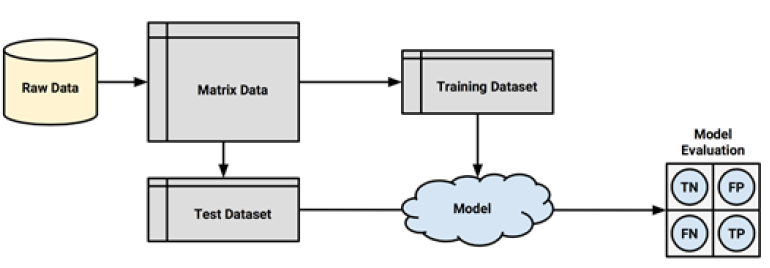 Raw Data
Matrix Data
Training Dataset
Test Dataset
Model
Model
Evaluation
TN
FP
FN
TP